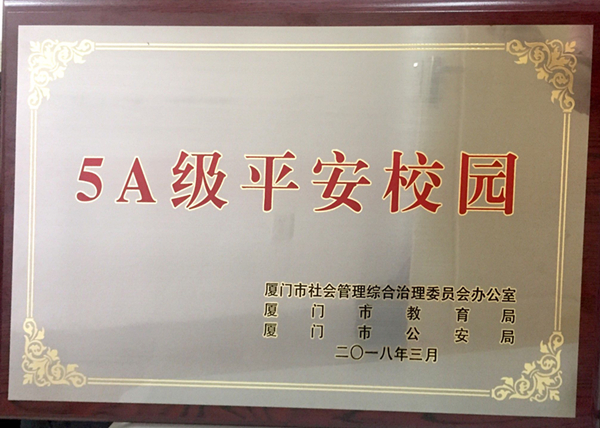 5A级平安校园
厦门市社会管理综合治理委员会办公室
厦门市教育局
厦门市公安局
二〇一八年三月